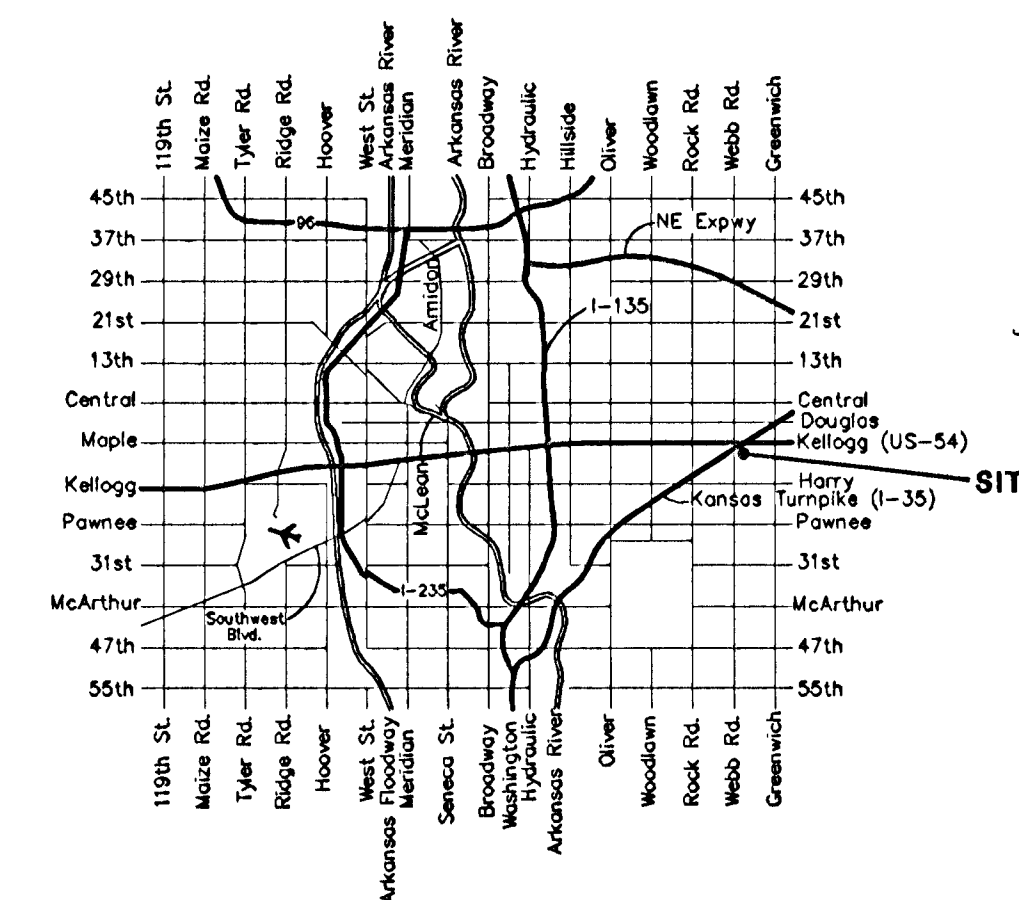 119th St.
Maize Rd.
Tyler Rd.
Ridge Rd.
Hoover
West St.
Arkansas River
Meridian
Arkansas River
Broadway
Hydraulic
Hillside
Oliver
Woodlawn
Rock Rd.
Webb Rd.
Greenwich
45th
45th
96
NE Expwy
37th
37th
29th
29th
Amidon
I-135
21st
21st
13th
13th
Central
Central
Douglas
Maple
Kellogg (US-54)
McLean
Kellogg
Harry
SIT
Kansas Turnpike (I-35)
Pawnee
Pawnee
31st
31st
I-235
McArthur
McArthur
Southwest
Blvd.
47th
47th
55th
55th
119th St.
Maize Rd.
Tyler Rd.
Ridge Rd.
Hoover
West St.
Arkansas Floodway
Meridian
Seneca St.
Broadway
Washington
Hydraulic
Arkansas River
Oliver
Woodlawn
Rock Rd.
Webb Rd.
Greenwich